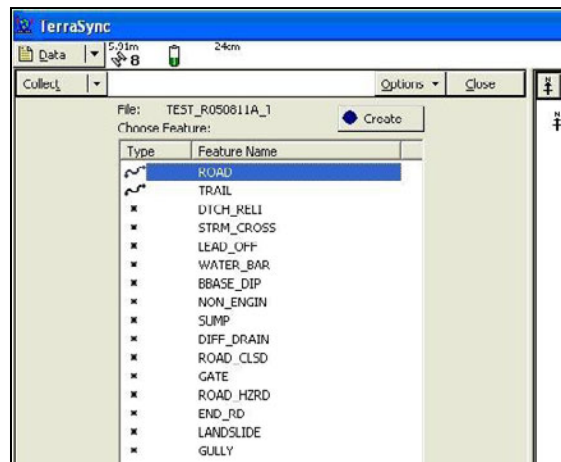 TerraSync
Data 5.91m 8 24cm
Collect Options Close
File: TEST_R050811A_1
Choose Feature: Create
Type Feature Name
ROAD
TRAIL
DTCH_RELI
STRM_CROSS
LEAD_OFF
WATER_BAR
BBASE_DIP
NON_ENGIN
SUMP
DIFF_DRAIN
ROAD_CLSD
GATE
ROAD_HZRD
END_RD
LANDSLIDE
GULLY